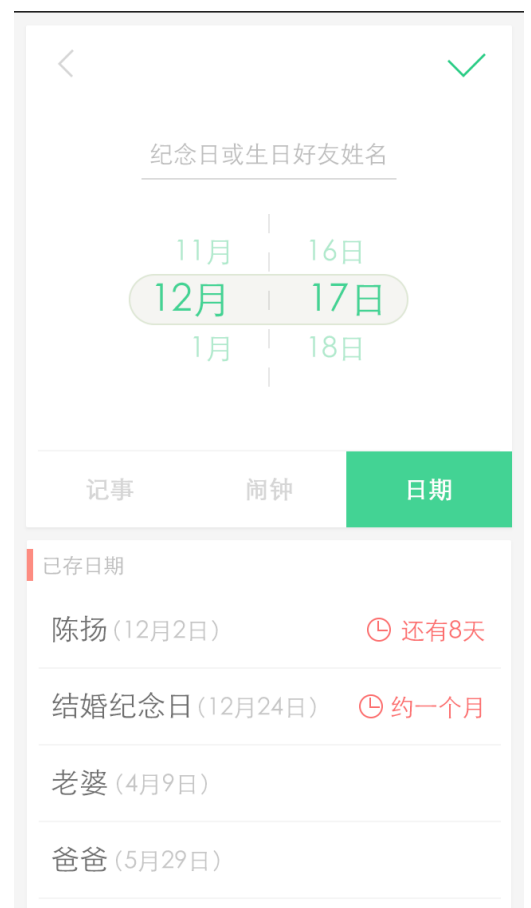 纪念日或生日好友姓名
11月 16日
12月 17日
1月 18日
记事 闹钟 日期
已存日期
陈扬(12月2日) 还有8天
结婚纪念日(12月24日) 约一个月
老婆(4月9日)
爸爸(5月29日)